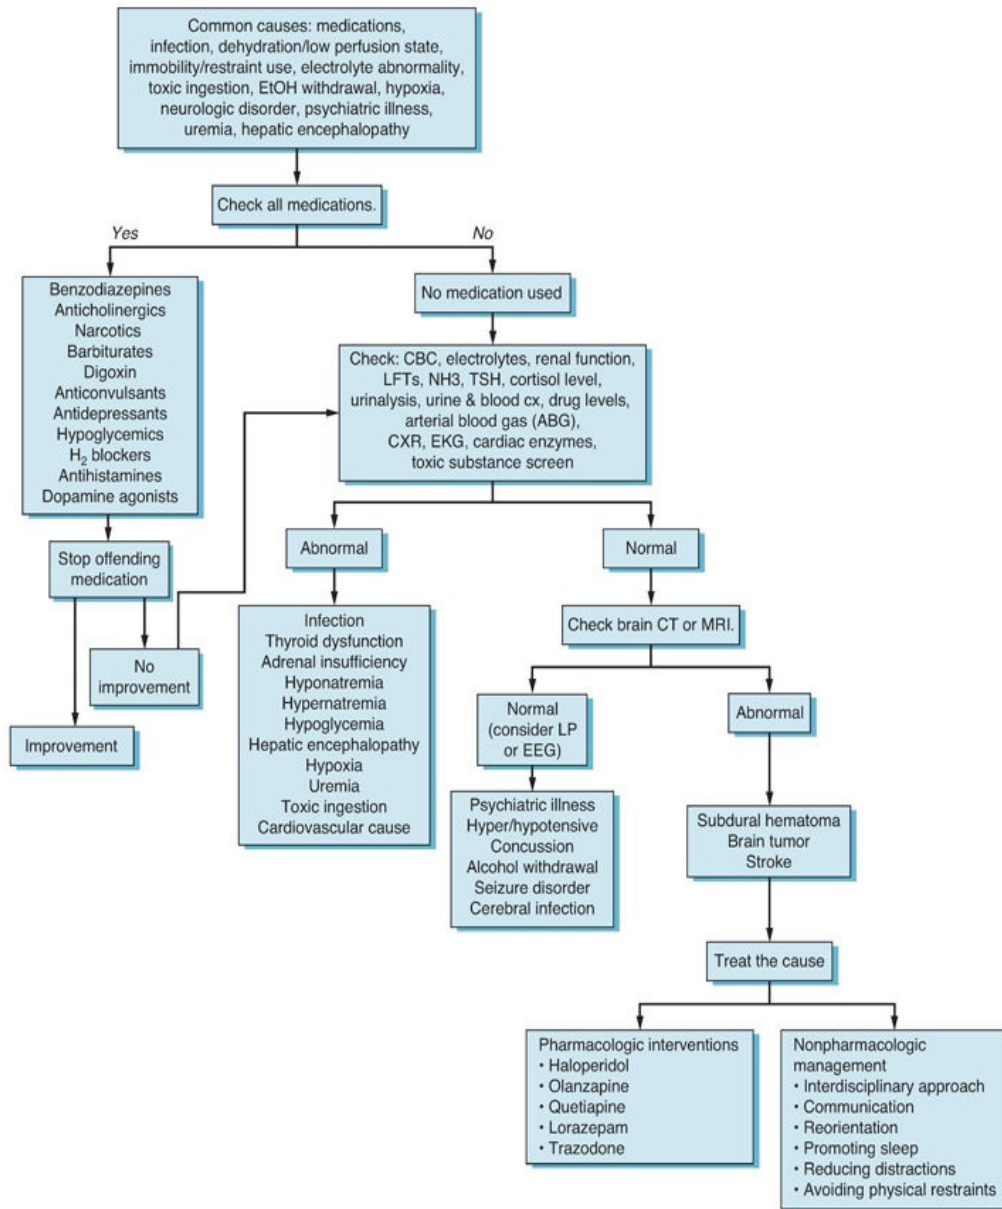 Common causes: medications,
infection, dehydration/low perfusion state,
immobility/restraint use, electrolyte abnormality,
toxic ingestion, EtOH withdrawal, hypoxia,
neurologic disorder, psychiatric illness,
uremia, hepatic encephalopathy
Check all medications.
Yes
No
Benzodiazepines
Anticholinergics
Narcotics
Barbiturates
Digoxin
Anticonvulsants
Antidepressants
Hypoglycemics
H₂ blockers
Antihistamines
Dopamine agonists
No medication used
Check: CBC, electrolytes, renal function,
LFTs, NH3, TSH, cortisol level,
urinalysis, urine & blood cx, drug levels,
arterial blood gas (ABG),
CXR, EKG, cardiac enzymes,
toxic substance screen
Stop offending
medication
No
improvement
Improvement
Abnormal
Normal
Infection
Thyroid dysfunction
Adrenal insufficiency
Hyponatremia
Hypernatremia
Hypoglycemia
Hepatic encephalopathy
Hypoxia
Uremia
Toxic ingestion
Cardiovascular cause
Check brain CT or MRI.
Normal
(consider LP
or EEG)
Abnormal
Psychiatric illness
Hyper/hypotensive
Concussion
Alcohol withdrawal
Seizure disorder
Cerebral infection
Subdural hematoma
Brain tumor
Stroke
Treat the cause
Pharmacologic interventions
• Haloperidol
• Olanzapine
• Quetiapine
• Lorazepam
• Trazodone
Nonpharmacologic
management
• Interdisciplinary approach
• Communication
• Reorientation
• Promoting sleep
• Reducing distractions
• Avoiding physical restraints